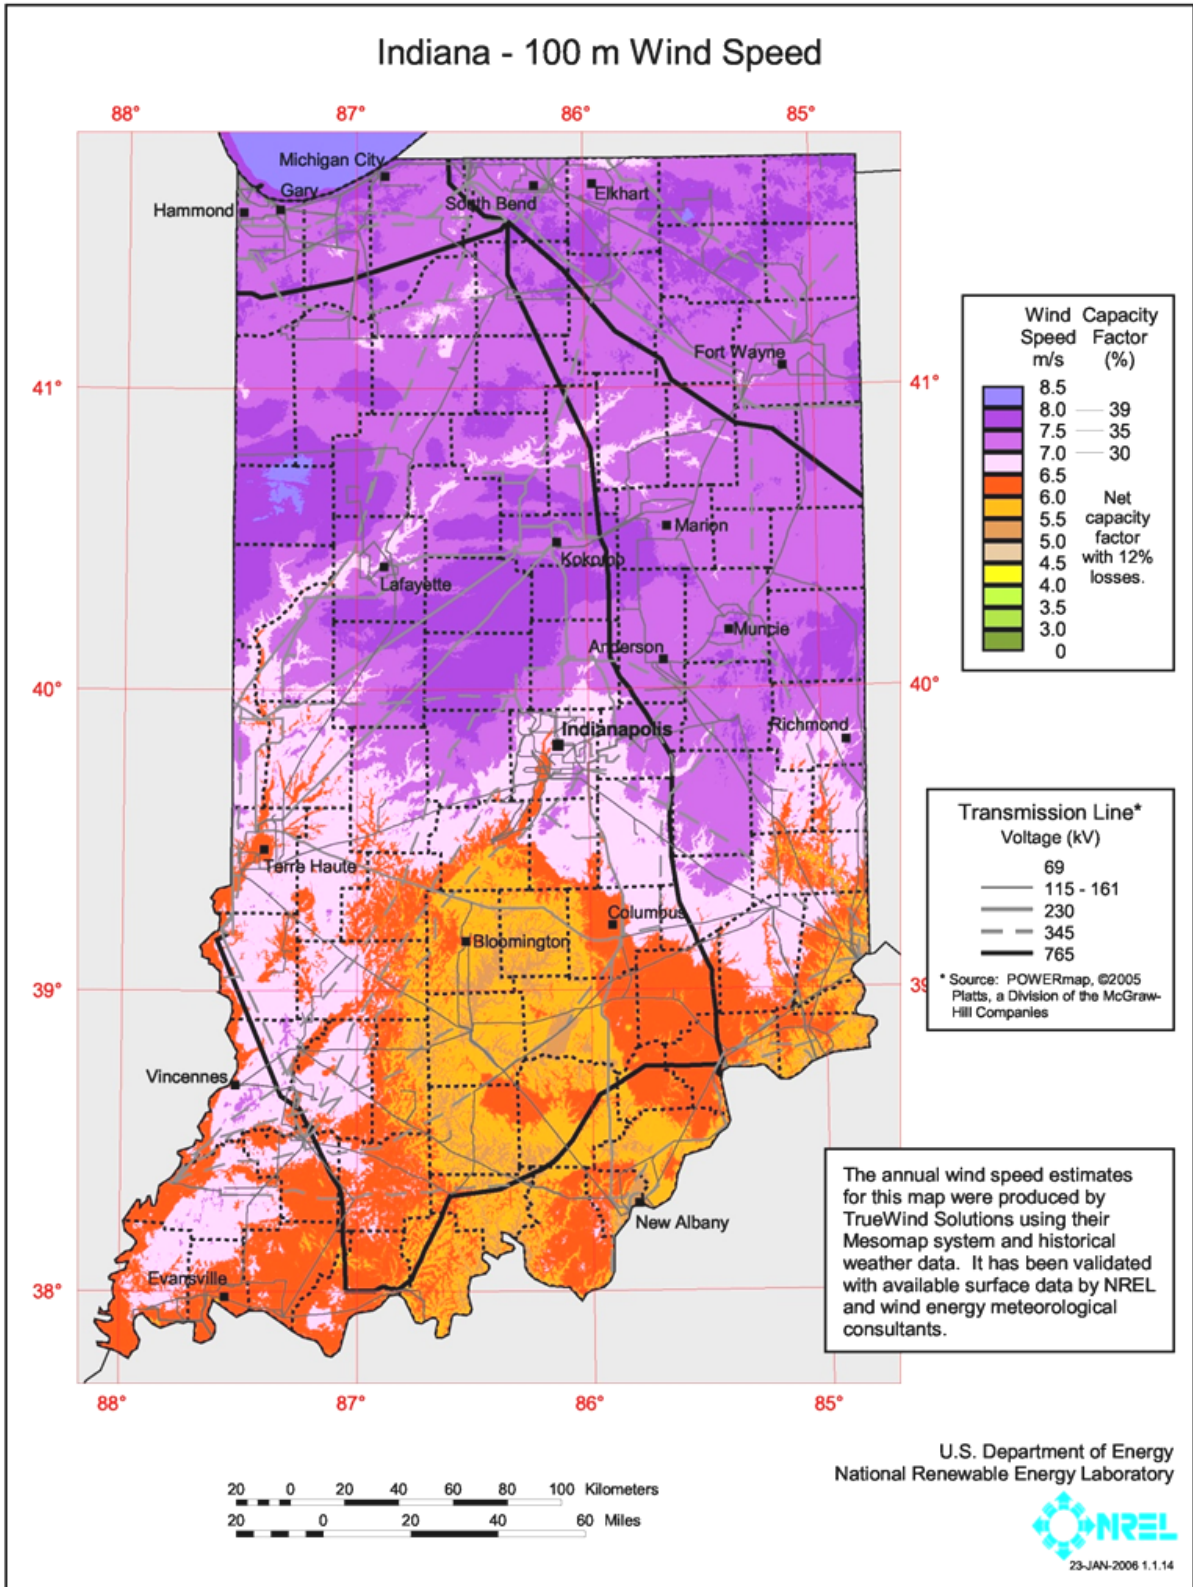 Indiana - 100 m Wind Speed
88°
87°
86°
85°
Michigan City
Gary
Hammond
South Bend
Elkhart
Fort Wayne
41°
41°
Marion
Kokomo
Lafayette
Muncie
Anderson
40°
40°
Richmond
Indianapolis
Terre Haute
Columbus
Bloomington
39°
39
Vincennes
New Albany
Evansville
38°
38°
88°
87°
86°
85°
Wind Capacity
Speed Factor
m/s (%)
8.5
8.0 39
7.5 35
7.0 30
6.5
6.0
5.5
5.0
4.5
4.0
3.5
3.0
0
Net
capacity
factor
with 12%
losses.
Transmission Line*
Voltage (kV)
69
115 - 161
230
345
765
* Source: POWERmap, ©2005
Platts, a Division of the McGraw-
Hill Companies
The annual wind speed estimates
for this map were produced by
TrueWind Solutions using their
Mesomap system and historical
weather data. It has been validated
with available surface data by NREL
and wind energy meteorological
consultants.
20 0 20 40 60 80 100 Kilometers
20 0 20 40 60 Miles
U.S. Department of Energy
National Renewable Energy Laboratory
NREL
23-JAN-2006 1.1.14